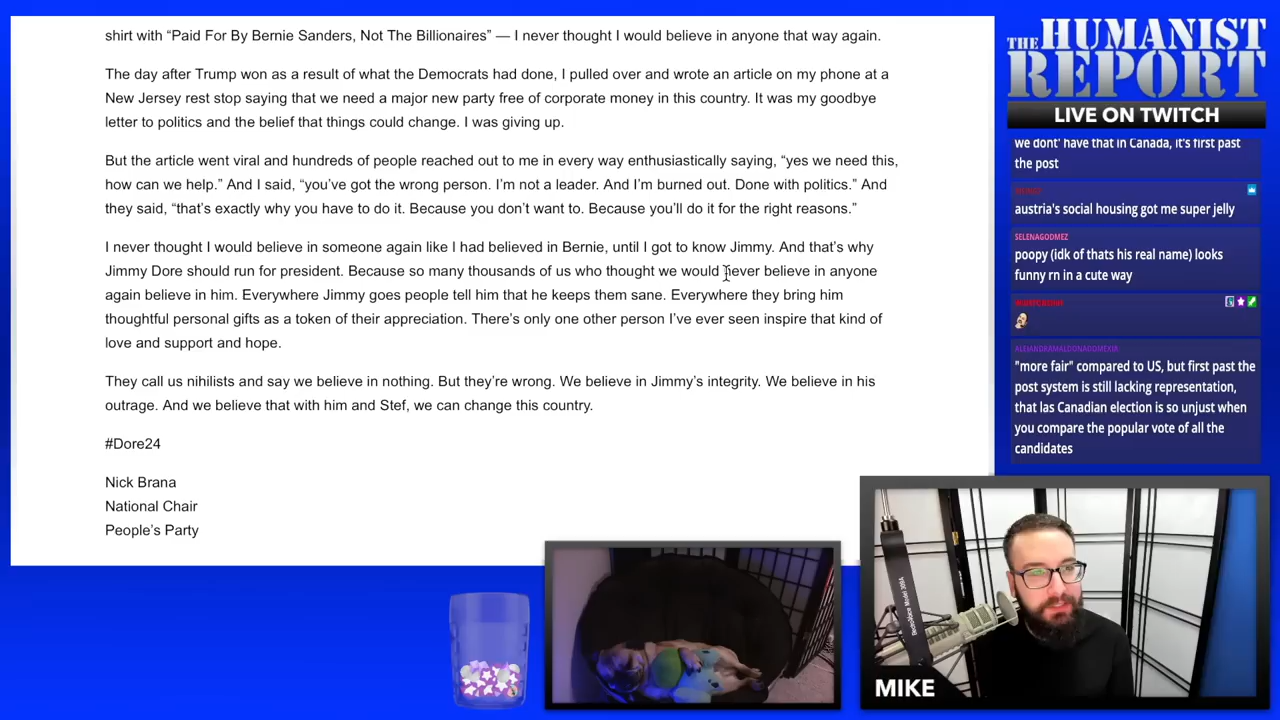 shirt with “Paid For By Bernie Sanders, Not The Billionaires” — I never thought I would believe in anyone that way again.
The day after Trump won as a result of what the Democrats had done, I pulled over and wrote an article on my phone at a
New Jersey rest stop saying that we need a major new party free of corporate money in this country. It was my goodbye
letter to politics and the belief that things could change. I was giving up.
But the article went viral and hundreds of people reached out to me in every way enthusiastically saying, “yes we need this,
how can we help.” And I said, “you’ve got the wrong person. I’m not a leader. And I’m burned out. Done with politics.” And
they said, “that’s exactly why you have to do it. Because you don’t want to. Because you’ll do it for the right reasons.”
I never thought I would believe in someone again like I had believed in Bernie, until I got to know Jimmy. And that’s why
Jimmy Dore should run for president. Because so many thousands of us who thought we would never believe in anyone
again believe in him. Everywhere Jimmy goes people tell him that he keeps them sane. Everywhere they bring him
thoughtful personal gifts as a token of their appreciation. There’s only one other person I’ve ever seen inspire that kind of
love and support and hope.
They call us nihilists and say we believe in nothing. But they’re wrong. We believe in Jimmy’s integrity. We believe in his
outrage. And we believe that with him and Stef, we can change this country.
#Dore24
Nick Brana
National Chair
People’s Party
THE HUMANIST
REPORT
LIVE ON TWITCH
we dont' have that in Canada, it's first past
the post
austria's social housing got me super jelly
SELENAGODMEZ
poopy (idk of thats his real name) looks
funny rn in a cute way
"more fair" compared to US, but first past the
post system is still lacking representation,
that las Canadian election is so unjust when
you compare the popular vote of all the
candidates
MIKE